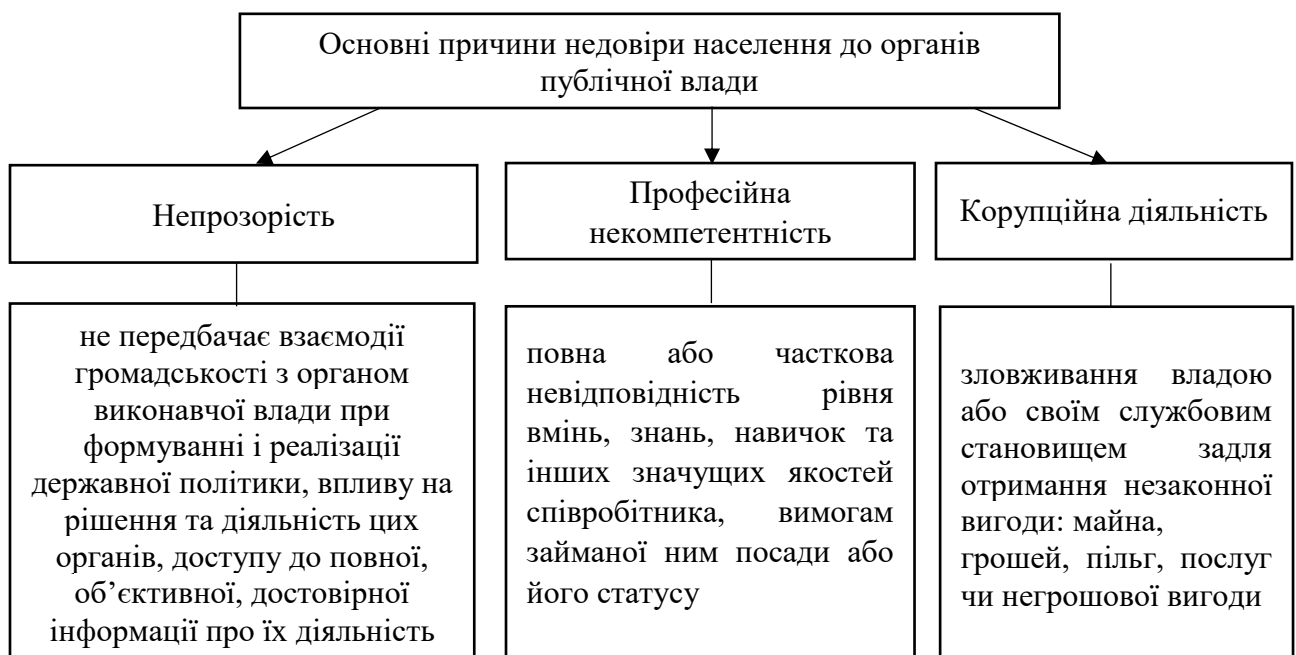 Основні причини недовіри населення до органів
публічної влади
Непрозорість
Професійна
некомпетентність
Корупційна діяльність
не передбачає взаємодії
громадськості з органом
виконавчої влади при
формуванні і реалізації
державної політики, впливу на
рішення та діяльність цих
органів, доступу до повної,
об’єктивної, достовірної
інформації про їх діяльність
повна або часткова
невідповідність рівня
вмінь, знань, навичок та
інших значущих якостей
співробітника, вимогам
займаної ним посади або
його статусу
зловживання владою
або своїм службовим
становищем задля
отримання незаконної
вигоди: майна,
грошей, пільг, послуг
чи негрошової вигоди